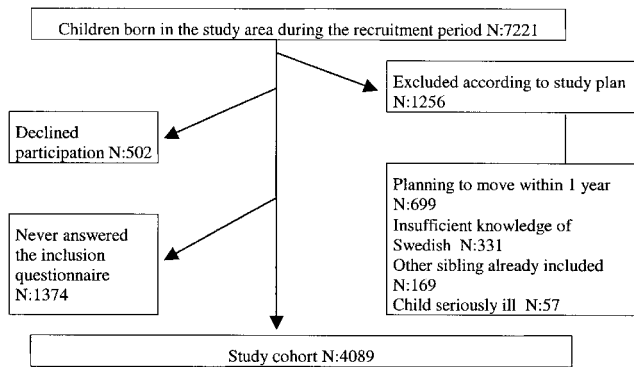 Children born in the study area during the recruitment period N:7221
Excluded according to study plan
N:1256
Declined
participation N:502
Planning to move within 1 year
N:699
Insufficient knowledge of
Swedish N:331
Other sibling already included
N:169
Child seriously ill N:57
Never answered
the inclusion
questionnaire
N:1374
Study cohort N:4089